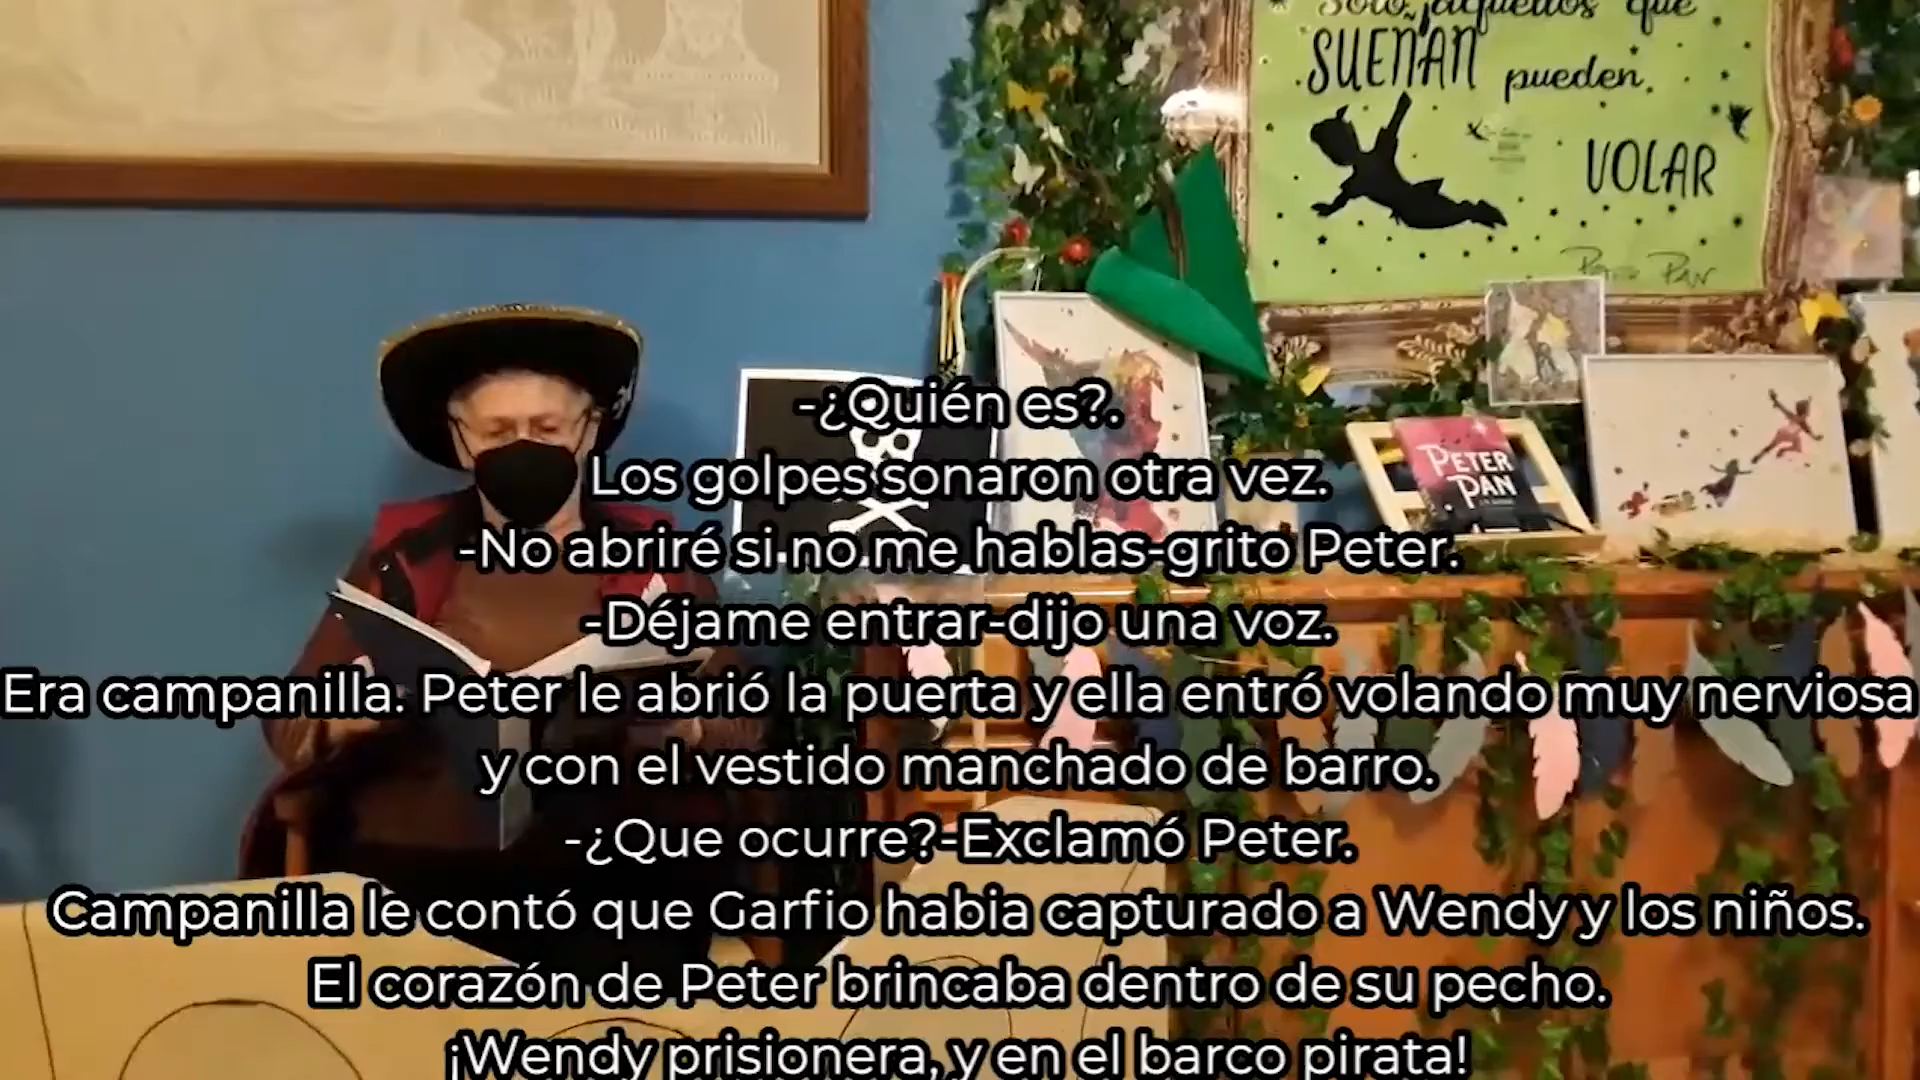 Solo aquellos que
SUEÑAN pueden
VOLAR
PETER PAN
PETER
PAN
-¿Quién es?.
Los golpes sonaron otra vez.
-No abriré si no me hablas-grito Peter.
-Déjame entrar-dijo una voz.
Era campanilla. Peter le abrió la puerta y ella entró volando muy nerviosa
y con el vestido manchado de barro.
-¿Que ocurre?-Exclamó Peter.
Campanilla le contó que Garfio habia capturado a Wendy y los niños.
El corazón de Peter brincaba dentro de su pecho.
¡Wendy prisionera, y en el barco pirata!